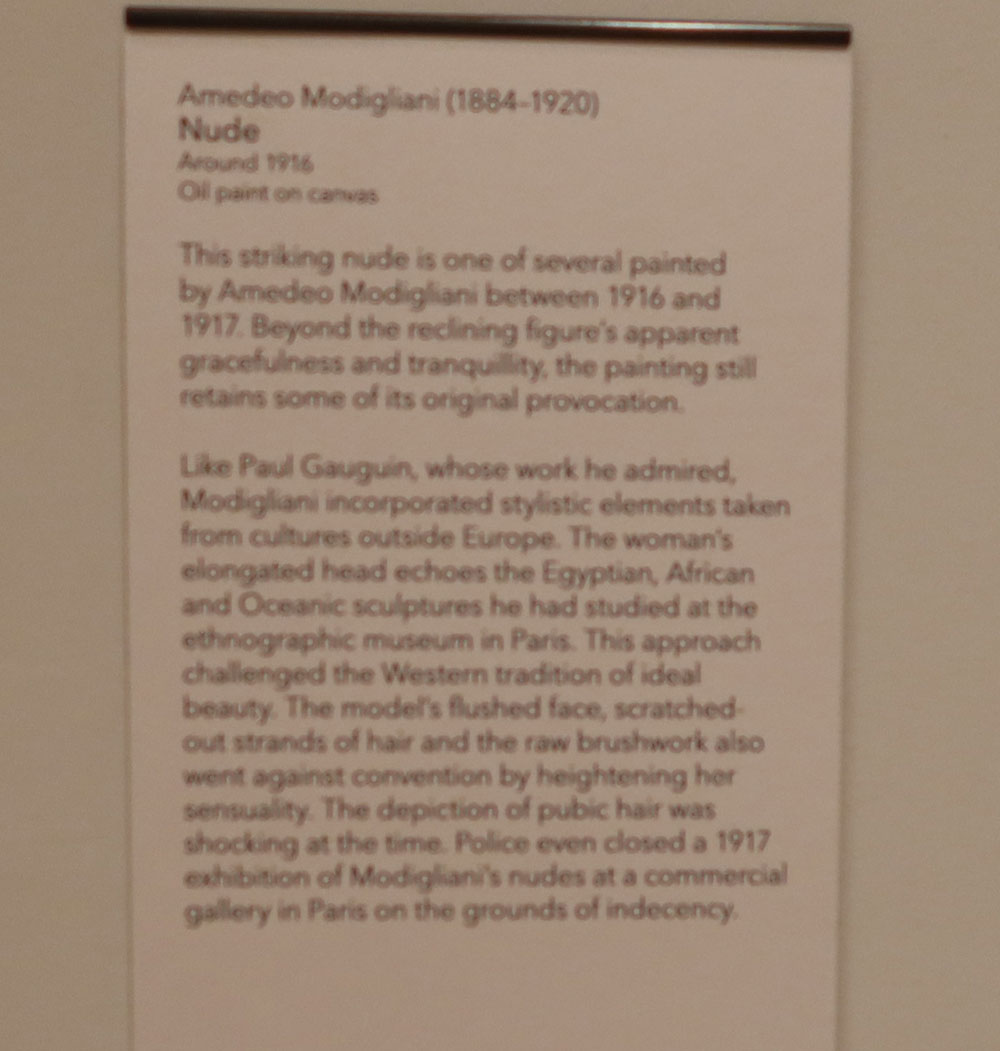 Amedeo Modigliani (1884–1920)
Nude
Around 1916
Oil paint on canvas
This striking nude is one of several painted
by Amedeo Modigliani between 1916 and
1917. Beyond the reclining figure's apparent
gracefulness and tranquillity, the painting still
retains some of its original provocation.
Like Paul Gauguin, whose work he admired,
Modigliani incorporated stylistic elements taken
from cultures outside Europe. The woman's
elongated head echoes the Egyptian, African
and Oceanic sculptures he had studied at the
ethnographic museum in Paris. This approach
challenged the Western tradition of ideal
beauty. The model's flushed face, scratched-
out strands of hair and the raw brushwork also
went against convention by heightening her
sensuality. The depiction of pubic hair was
shocking at the time. Police even closed a 1917
exhibition of Modigliani's nudes at a commercial
gallery in Paris on the grounds of indecency.